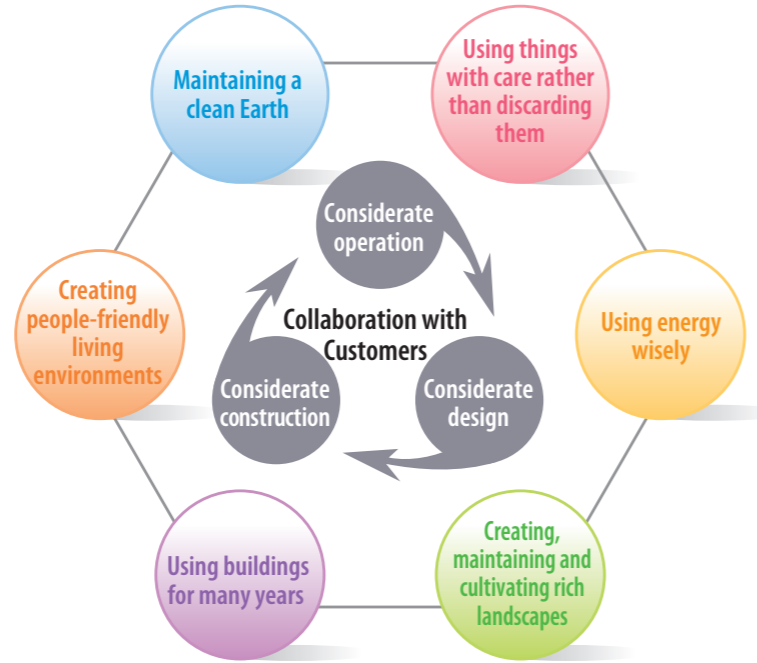 Maintaining a
clean Earth
Using things
with care rather
than discarding
them
Considerate
operation
Creating
people-friendly
living
environments
Collaboration with
Customers
Using energy
wisely
Considerate
construction
Considerate
design
Using buildings
for many years
Creating,
maintaining and
cultivating rich
landscapes